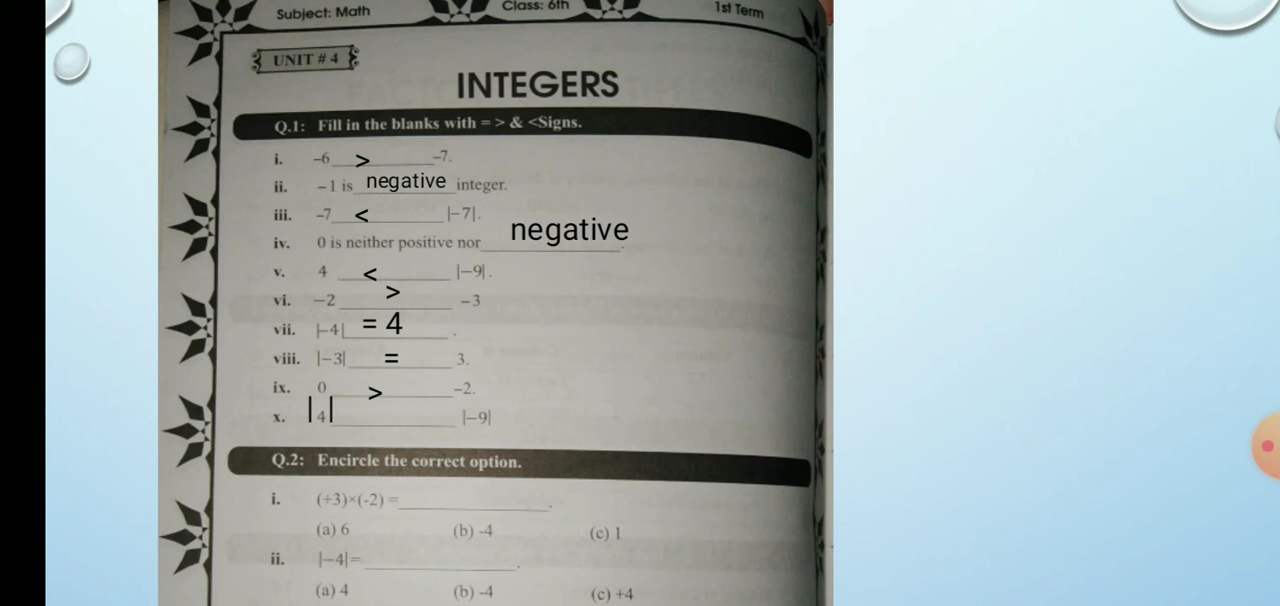 Subject: Math Class: 6th 1st Term
UNIT # 4
INTEGERS
Q.1: Fill in the blanks with = > & <Signs.
i. –6 > –7.
ii. –1 is negative integer.
iii. –7 < |–7|.
iv. 0 is neither positive nor negative.
v. 4 < |–9|.
vi. –2 > –3
vii. |–4| = 4.
viii. |–3| = 3.
ix. 0 > –2.
x. |4| |–9|
Q.2: Encircle the correct option.
i. (+3)×(-2) = .
(a) 6 (b) -4 (c) 1
ii. |–4|= .
(a) 4 (b) -4 (c) +4